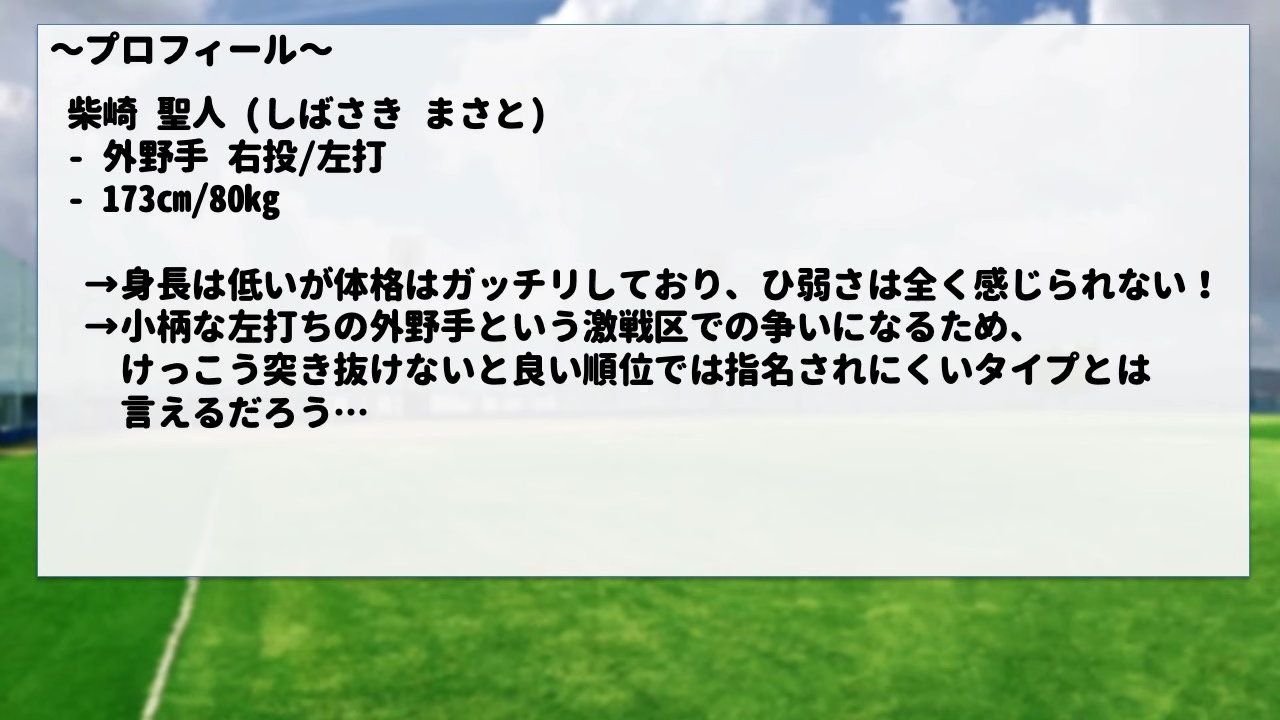 ～プロフィール～
柴崎 聖人 (しばさき まさと)
- 外野手 右投/左打
- 173㎝/80㎏
→身長は低いが体格はガッチリしており、ひ弱さは全く感じられない！
→小柄な左打ちの外野手という激戦区での争いになるため、
けっこう突き抜けないと良い順位では指名されにくいタイプとは
言えるだろう…